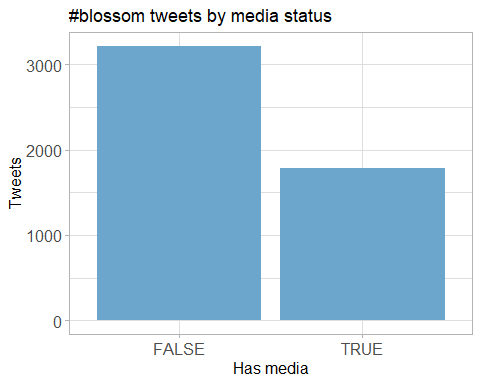 #blossom tweets by media status
Tweets
3000
2000
1000
0
FALSE TRUE
Has media